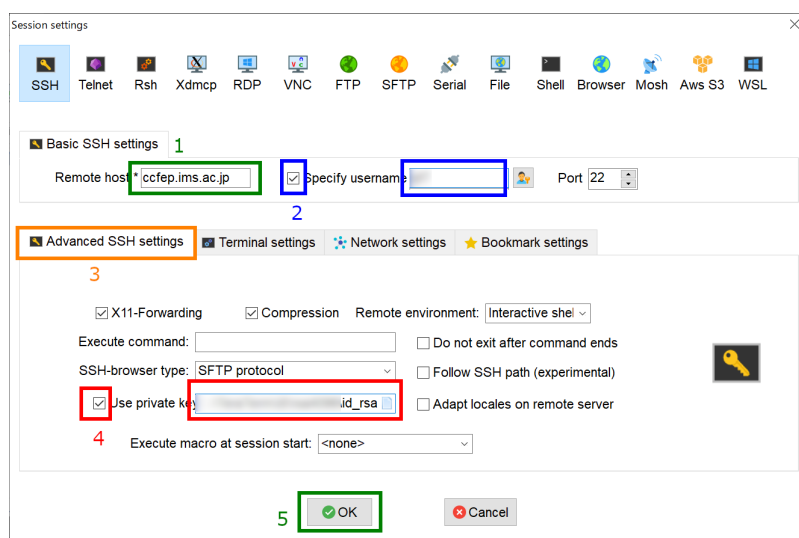 Session settings
SSH Telnet Rsh Xdmcp RDP VNC FTP SFTP Serial File Shell Browser Mosh Aws S3 WSL
Basic SSH settings 1
Remote host * ccfep.ims.ac.jp Specify username Port 22
2
Advanced SSH settings Terminal settings Network settings Bookmark settings
3
X11-Forwarding Compression Remote environment: Interactive shel
Execute command: Do not exit after command ends
SSH-browser type: SFTP protocol Follow SSH path (experimental)
Use private key \id_rsa Adapt locales on remote server
4
Execute macro at session start: <none>
5 OK Cancel